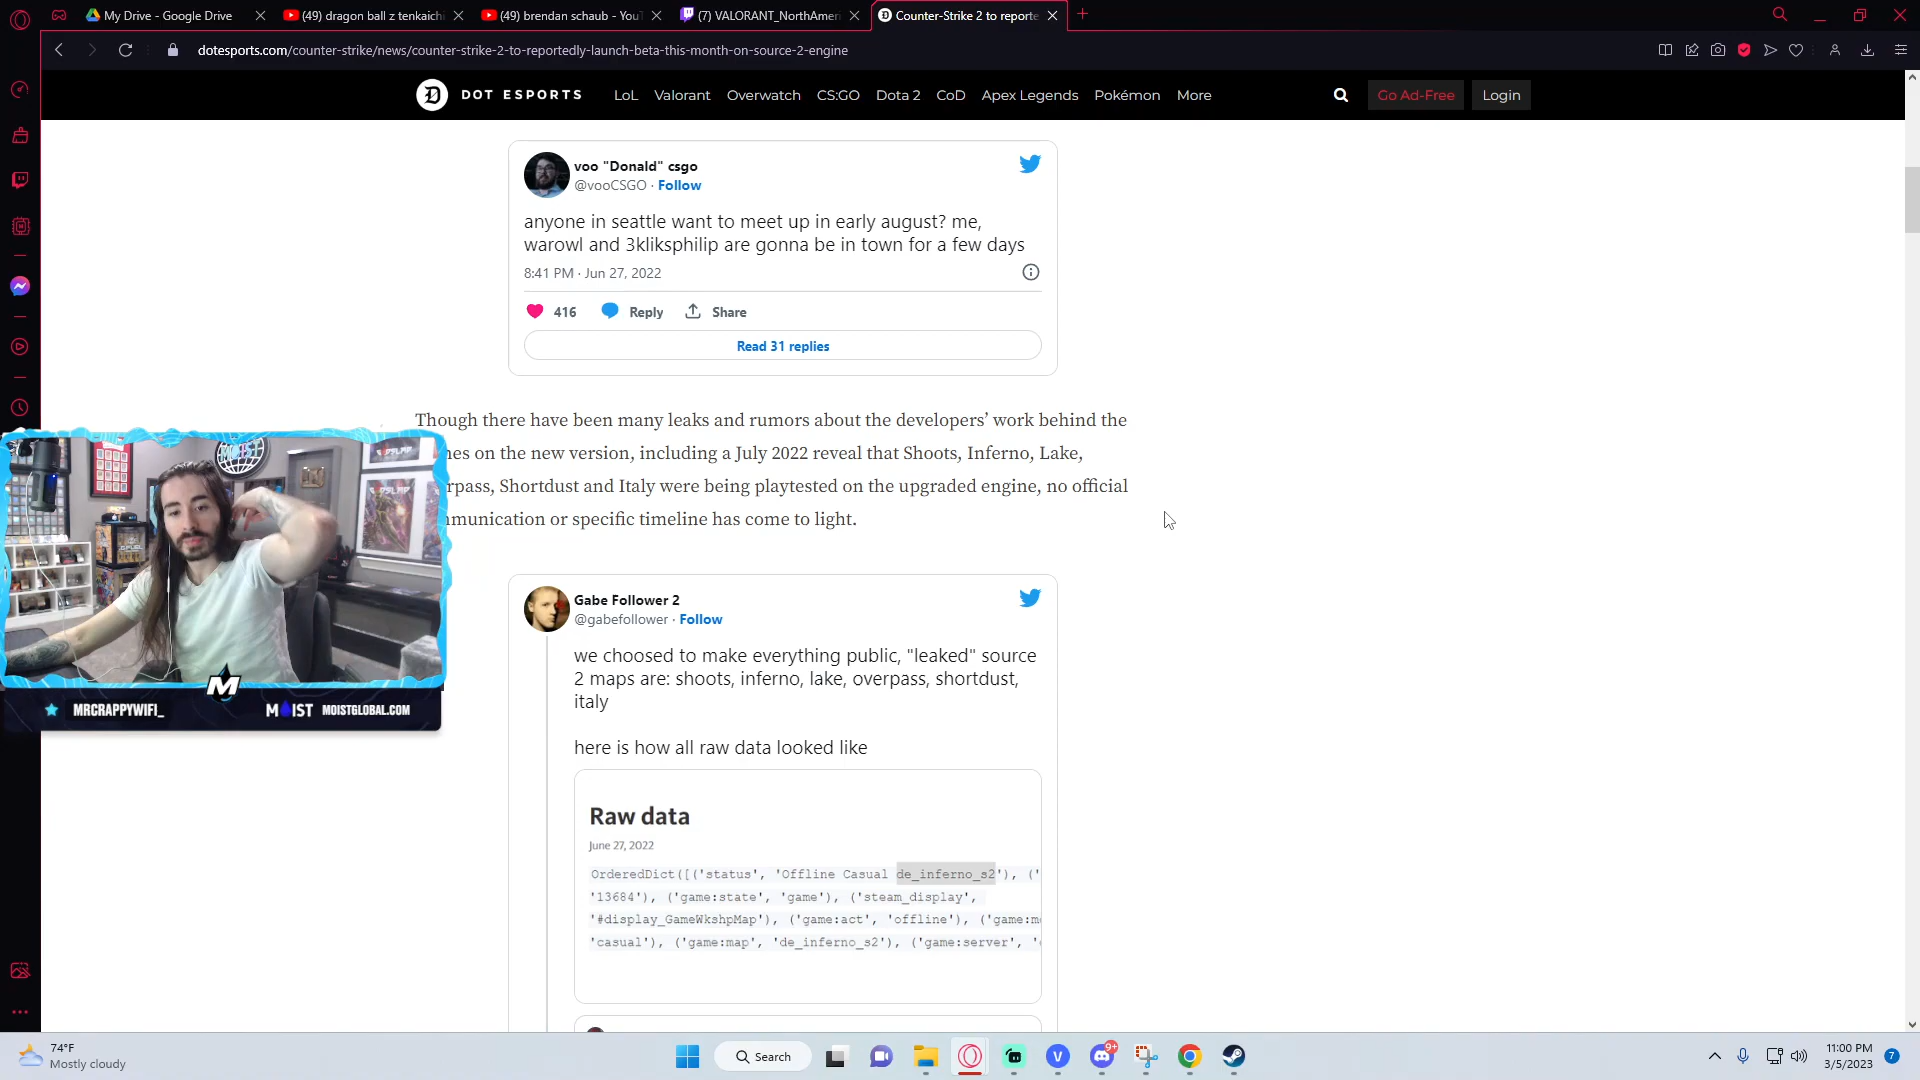 My Drive - Google Drive
(49) dragon ball z tenkaichi
(49) brendan schaub - YouT
(7) VALORANT_NorthAmeri
Counter-Strike 2 to reporte
dotesports.com/counter-strike/news/counter-strike-2-to-reportedly-launch-beta-this-month-on-source-2-engine
DOT ESPORTS
LoL Valorant Overwatch CS:GO Dota 2 CoD Apex Legends Pokémon More
Go Ad-Free
Login
voo "Donald" csgo
@vooCSGO · Follow
anyone in seattle want to meet up in early august? me,
warowl and 3kliksphilip are gonna be in town for a few days
8:41 PM · Jun 27, 2022
416 Reply Share
Read 31 replies
Though there have been many leaks and rumors about the developers’ work behind the
nes on the new version, including a July 2022 reveal that Shoots, Inferno, Lake,
rpass, Shortdust and Italy were being playtested on the upgraded engine, no official
mmunication or specific timeline has come to light.
MRCRAPPYWIFI_
MOIST MOISTGLOBAL.COM
Gabe Follower 2
@gabefollower · Follow
we choosed to make everything public, "leaked" source
2 maps are: shoots, inferno, lake, overpass, shortdust,
italy
here is how all raw data looked like
Raw data
June 27, 2022
OrderedDict([('status', 'Offline Casual de_inferno_s2'), ('
'13684'), ('game:state', 'game'), ('steam_display',
'#display_GameWkshpMap'), ('game:act', 'offline'), ('game:mo
'casual'), ('game:map', 'de_inferno_s2'), ('game:server', '
74°F
Mostly cloudy
Search
9+
11:00 PM
3/5/2023
7